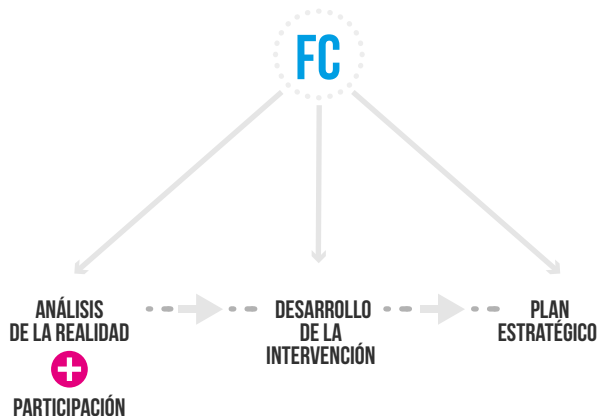 FC
ANÁLISIS
DE LA REALIDAD
PARTICIPACIÓN
DESARROLLO
DE LA
INTERVENCIÓN
PLAN
ESTRATÉGICO